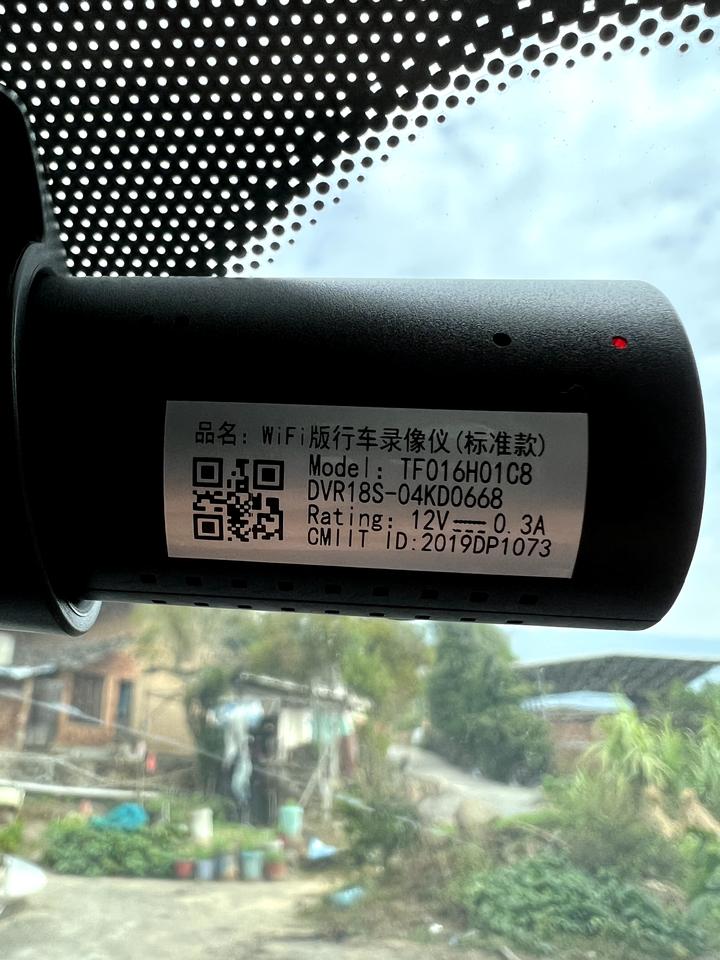 品名: WiFi版行车录像仪(标准款)
Model: TF016H01C8
DVR18S-04KD0668
Rating: 12V⎓0.3A
CMIIT ID:2019DP1073